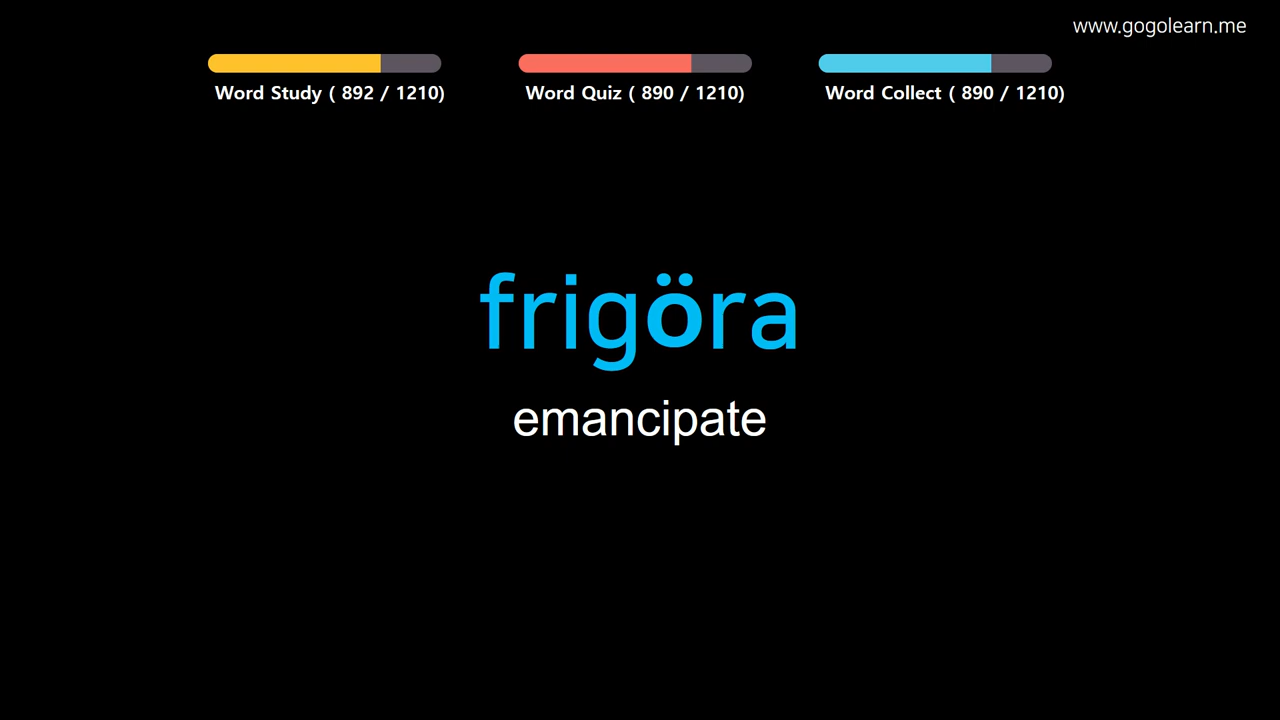 www.gogolearn.me
Word Study ( 892 / 1210)
Word Quiz ( 890 / 1210)
Word Collect ( 890 / 1210)
frigöra
emancipate